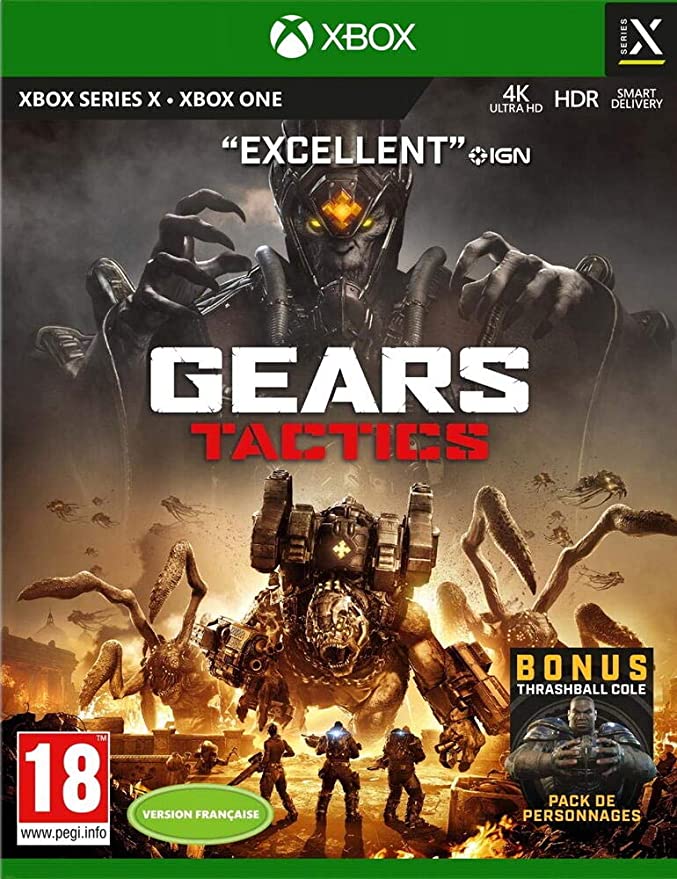 XBOX
SERIES
X
XBOX SERIES X • XBOX ONE
4K
ULTRA HD
HDR
SMART
DELIVERY
“EXCELLENT” IGN
GEARS
TACTICS
BONUS
THRASHBALL COLE
PACK DE
PERSONNAGES
18
TM
www.pegi.info
VERSION FRANÇAISE